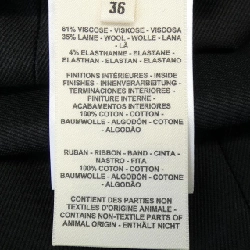 36
61% VISCOSE - VISKOSE - VISCOSA
35% LAINE - WOOL - WOLLE - LANA
- LÃ
4% ELASTHANNE - ELASTANE -
ELASTHAN - ELASTAN - ELASTANO
FINITIONS INTÉRIEURES - INSIDE
FINISHES - INNENVERARBEITUNG -
TERMINACIONES INTERIORES -
FINITURE INTERNE -
ACABAMENTOS INTERIORES
100% COTON - COTTON -
BAUMWOLLE - ALGODÓN - COTONE
- ALGODÃO
RUBAN - RIBBON - BAND - CINTA -
NASTRO - FITA
100% COTON - COTTON -
BAUMWOLLE - ALGODÓN - COTONE
- ALGODÃO
CONTIENT DES PARTIES NON
TEXTILES D'ORIGINE ANIMALE -
CONTAINS NON-TEXTILE PARTS OF
ANIMAL ORIGIN - ENTHÄLT